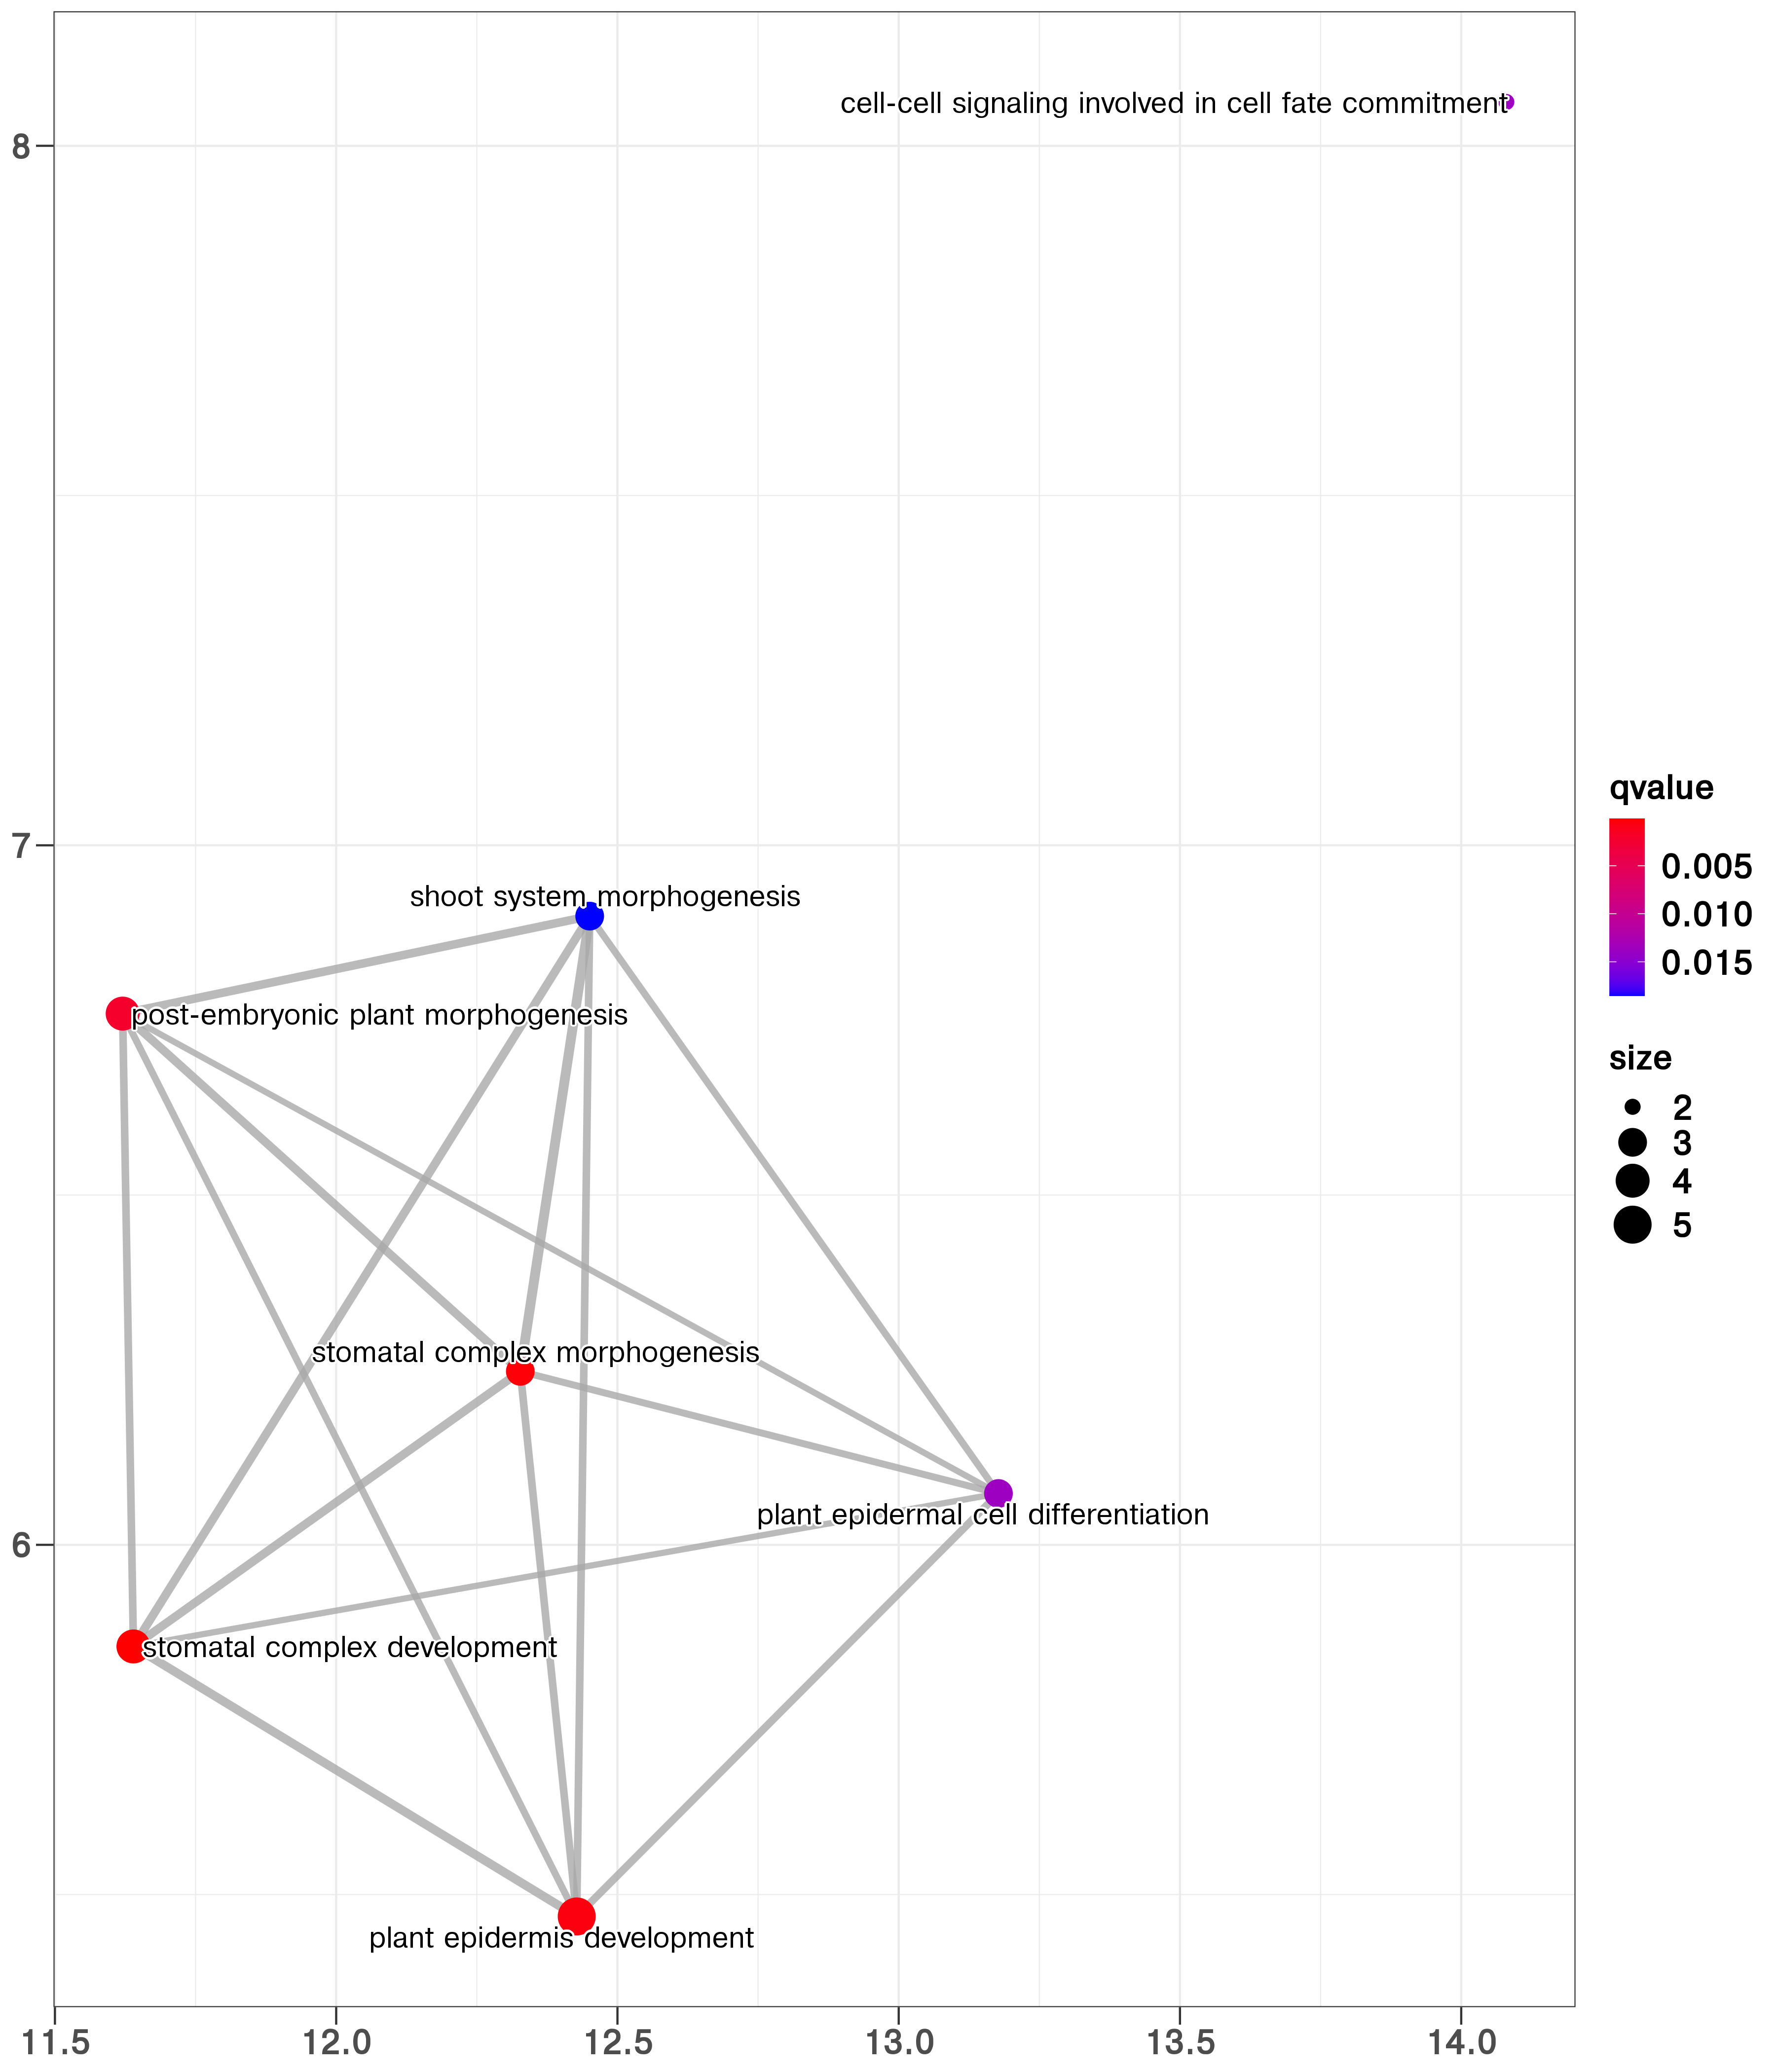 cell-cell signaling involved in cell fate commitment
8
7
shoot system morphogenesis
post-embryonic plant morphogenesis
stomatal complex morphogenesis
plant epidermal cell differentiation
6
stomatal complex development
plant epidermis development
11.5 12.0 12.5 13.0 13.5 14.0
qvalue
0.005
0.010
0.015
size
2
3
4
5